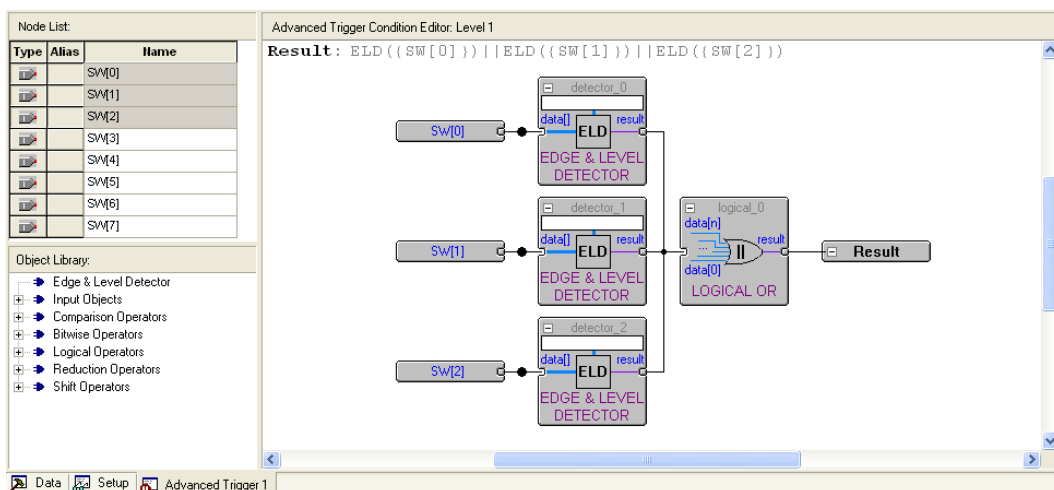 Node List:
Type Alias Name
SW[0]
SW[1]
SW[2]
SW[3]
SW[4]
SW[5]
SW[6]
SW[7]
Object Library:
Edge & Level Detector
Input Objects
Comparison Operators
Bitwise Operators
Logical Operators
Reduction Operators
Shift Operators
Advanced Trigger Condition Editor: Level 1
Result: ELD({SW[0]})||ELD({SW[1]})||ELD({SW[2]})
detector_0
SW[0]
data[] ELD result
EDGE & LEVEL
DETECTOR
detector_1
SW[1]
data[] ELD result
EDGE & LEVEL
DETECTOR
detector_2
SW[2]
data[] ELD result
EDGE & LEVEL
DETECTOR
logical_0
data[n]
... || result
data[0]
LOGICAL OR
Result
Data Setup Advanced Trigger 1